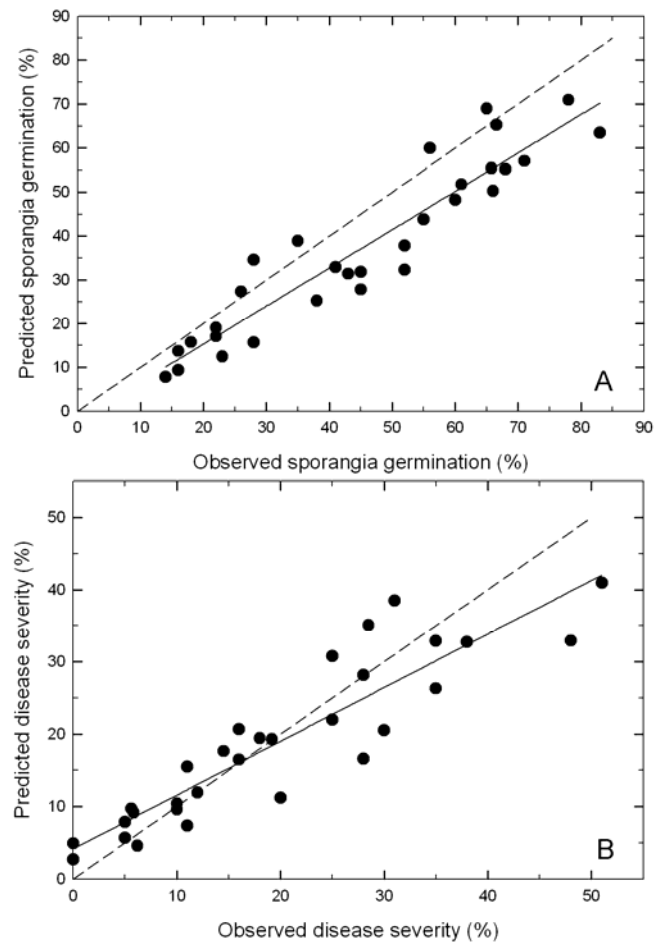 90
80
70
60
50
40
30
20
10
0
Predicted sporangia germination (%)
A
0 10 20 30 40 50 60 70 80 90
Observed sporangia germination (%)
50
40
30
20
10
0
Predicted disease severity (%)
B
0 10 20 30 40 50
Observed disease severity (%)